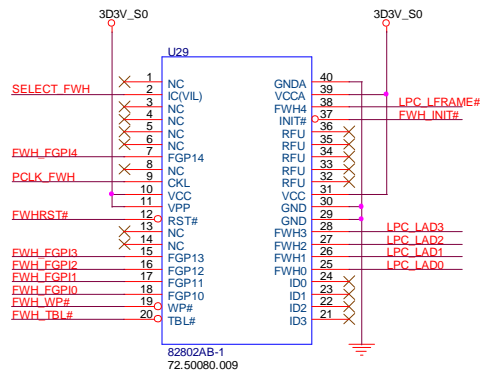 3D3V_S0 3D3V_S0
U29
1 NC GNDA 40
SELECT_FWH 2 IC(VIL) VCCA 39
3 NC FWH4 38 LPC_LFRAME#
4 NC INIT# 37 FWH_INIT#
5 NC RFU 36
6 NC RFU 35
FWH_FGPI4 7 FGP14 RFU 34
8 NC RFU 33
PCLK_FWH 9 CKL RFU 32
10 VCC VCC 31
11 VPP GND 30
FWHRST# 12 RST# GND 29
13 NC FWH3 28 LPC_LAD3
14 NC FWH2 27 LPC_LAD2
FWH_FGPI3 15 FGP13 FWH1 26 LPC_LAD1
FWH_FGPI2 16 FGP12 FWH0 25 LPC_LAD0
FWH_FGPI1 17 FGP11 ID0 24
FWH_FGPI0 18 FGP10 ID1 23
FWH_WP# 19 WP# ID2 22
FWH_TBL# 20 TBL# ID3 21
82802AB-1
72.50080.009